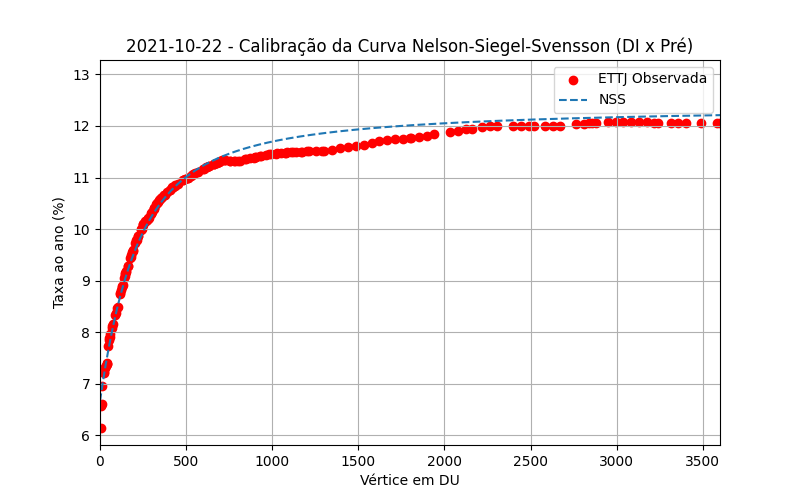 2021-10-22 - Calibração da Curva Nelson-Siegel-Svensson (DI x Pré)
ETTJ Observada
NSS
Taxa ao ano (%)
13
12
11
10
9
8
7
6
0 500 1000 1500 2000 2500 3000 3500
Vértice em DU